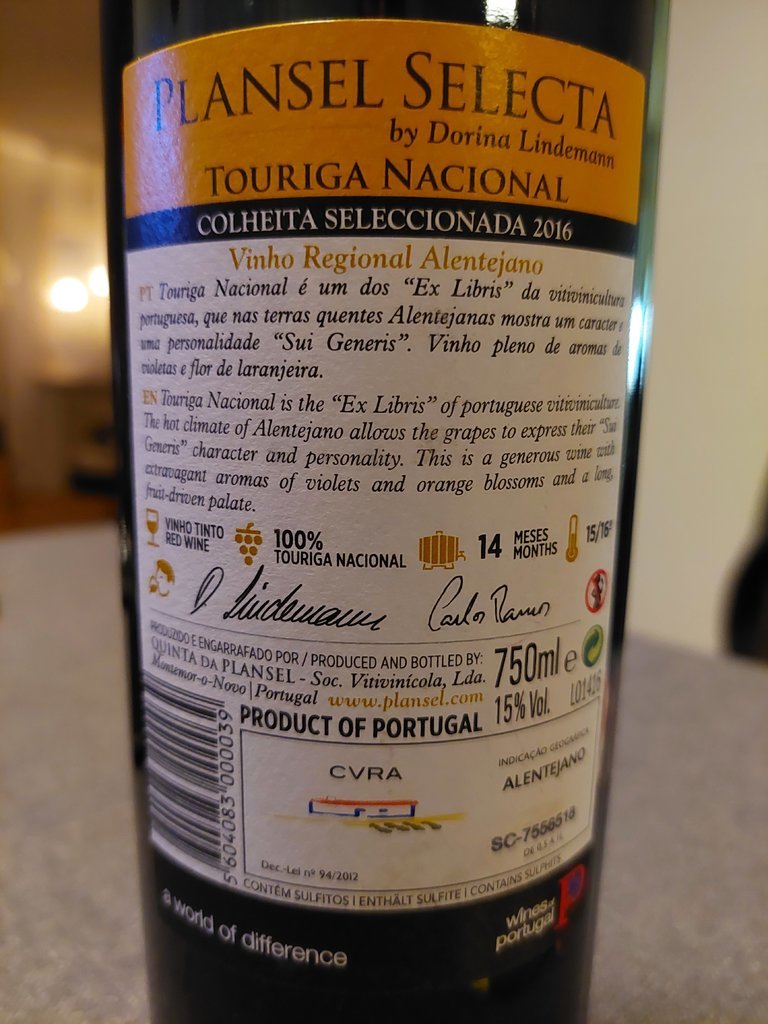 PLANSEL SELECTA
by Dorina Lindemann
TOURIGA NACIONAL
COLHEITA SELECCIONADA 2016
Vinho Regional Alentejano
PT Touriga Nacional é um dos “Ex Libris” da vitivinicultura
portuguesa, que nas terras quentes Alentejanas mostra um caracter e
uma personalidade “Sui Generis”. Vinho pleno de aromas de
violetas e flor de laranjeira.
EN Touriga Nacional is the “Ex Libris” of portuguese vitiviniculture.
The hot climate of Alentejano allows the grapes to express their “Sui
Generis” character and personality. This is a generous wine with
extravagant aromas of violets and orange blossoms and a long,
fruit-driven palate.
VINHO TINTO
RED WINE
100%
TOURIGA NACIONAL
14
MESES
MONTHS
15/16º
D. Lindemann
Carlos Ramos
PRODUZIDO E ENGARRAFADO POR / PRODUCED AND BOTTLED BY:
QUINTA DA PLANSEL - Soc. Vitivinícola, Lda.
Montemor-o-Novo | Portugal www.plansel.com
750ml e
15% Vol.
L01416
PRODUCT OF PORTUGAL
5 604083 000039
CVRA
INDICAÇÃO GEOGRÁFICA
ALENTEJANO
SC-7556518
DE 0,5 A 1L
Dec.-Lei nº 94/2012
CONTÉM SULFITOS | ENTHÄLT SULFITE | CONTAINS SULPHITS
a world of difference
wines of
portugal